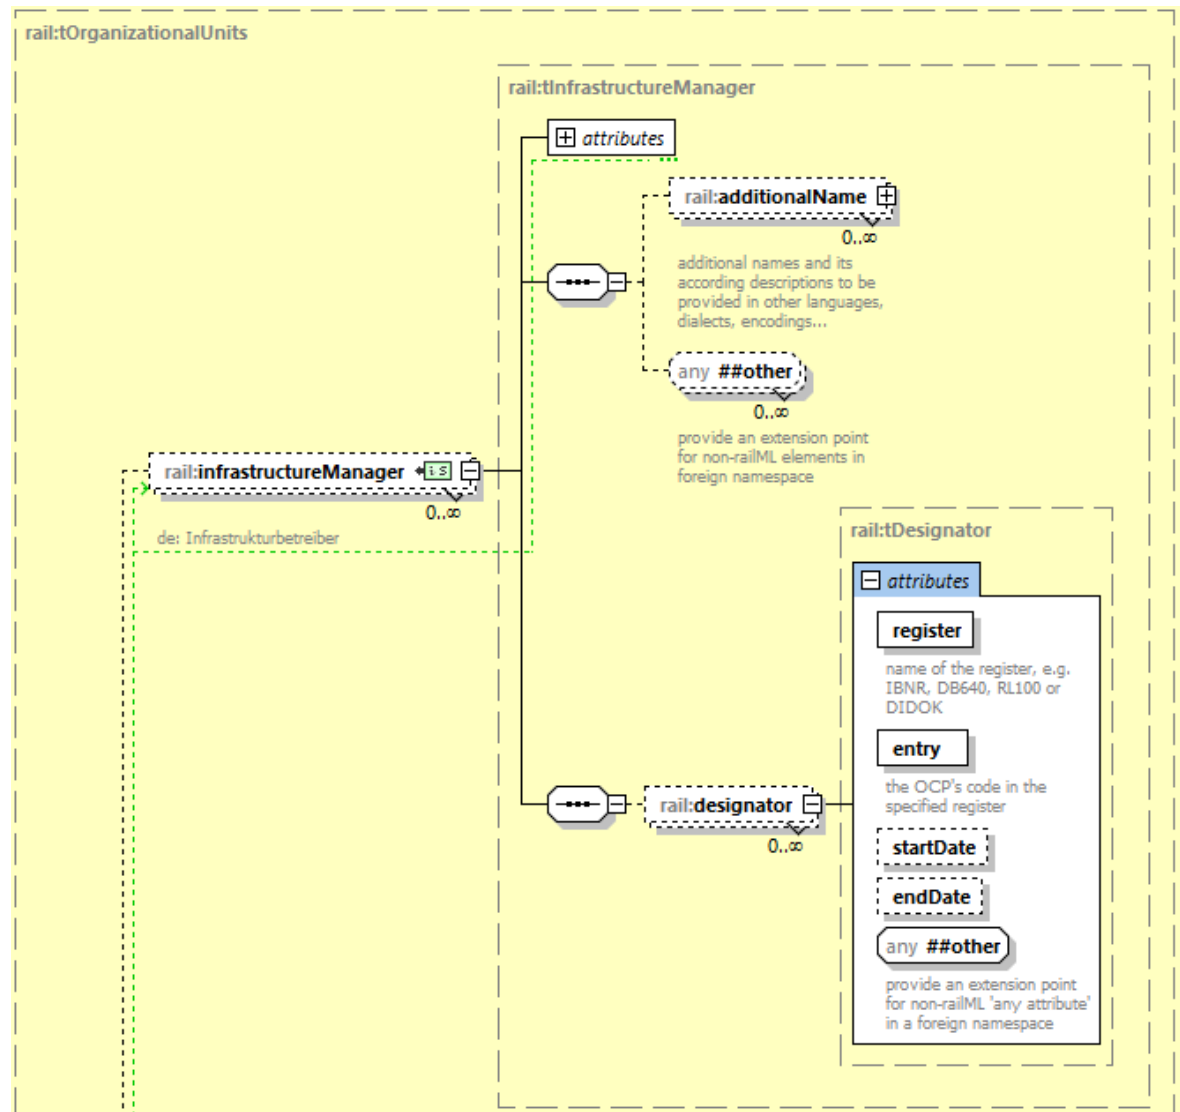 rail:tOrganizationalUnits
rail:tInfrastructureManager
attributes
rail:additionalName
0..∞
additional names and its
according descriptions to be
provided in other languages,
dialects, encodings...
any ##other
0..∞
provide an extension point
for non-railML elements in
foreign namespace
rail:infrastructureManager
is
0..∞
de: Infrastrukturbetreiber
rail:tDesignator
attributes
register
name of the register, e.g.
IBNR, DB640, RL100 or
DIDOK
entry
the OCP's code in the
specified register
rail:designator
0..∞
startDate
endDate
any ##other
provide an extension point
for non-railML 'any attribute'
in a foreign namespace